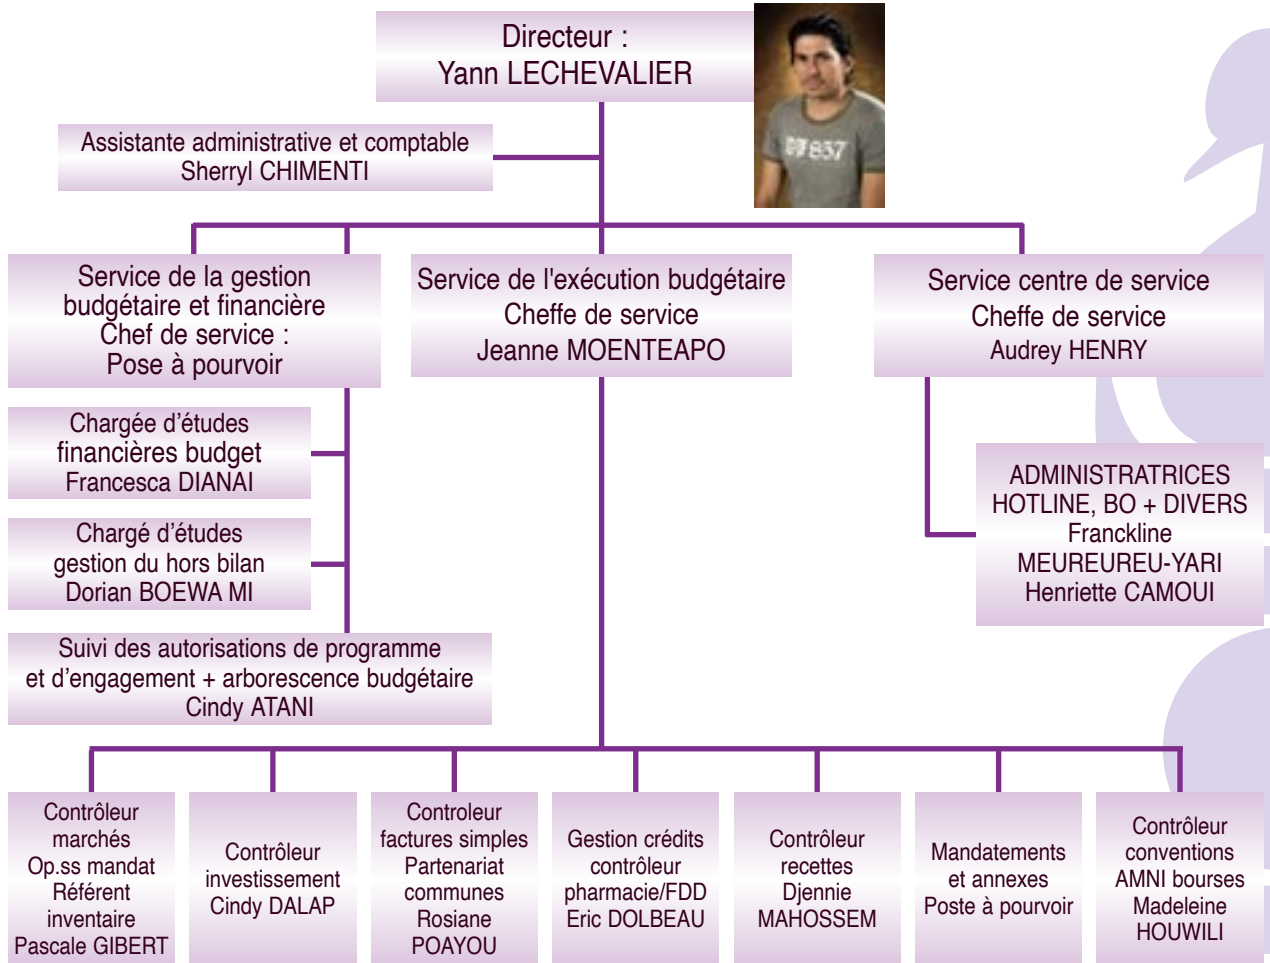 Directeur :
Yann LECHEVALIER
Assistante administrative et comptable
Sherryl CHIMENTI
Service de la gestion
budgétaire et financière
Chef de service :
Pose à pourvoir
Service de l'exécution budgétaire
Cheffe de service
Jeanne MOENTEAPO
Service centre de service
Cheffe de service
Audrey HENRY
Chargée d’études
financières budget
Francesca DIANAI
Chargé d’études
gestion du hors bilan
Dorian BOEWA MI
Suivi des autorisations de programme
et d’engagement + arborescence budgétaire
Cindy ATANI
ADMINISTRATRICES
HOTLINE, BO + DIVERS
Franckline
MEUREUREU-YARI
Henriette CAMOUI
Contrôleur
marchés
Op.ss mandat
Référent
inventaire
Pascale GIBERT
Contrôleur
investissement
Cindy DALAP
Controleur
factures simples
Partenariat
communes
Rosiane
POAYOU
Gestion crédits
contrôleur
pharmacie/FDD
Eric DOLBEAU
Contrôleur
recettes
Djennie
MAHOSSEM
Mandatements
et annexes
Poste à pourvoir
Contrôleur
conventions
AMNI bourses
Madeleine
HOUWILI